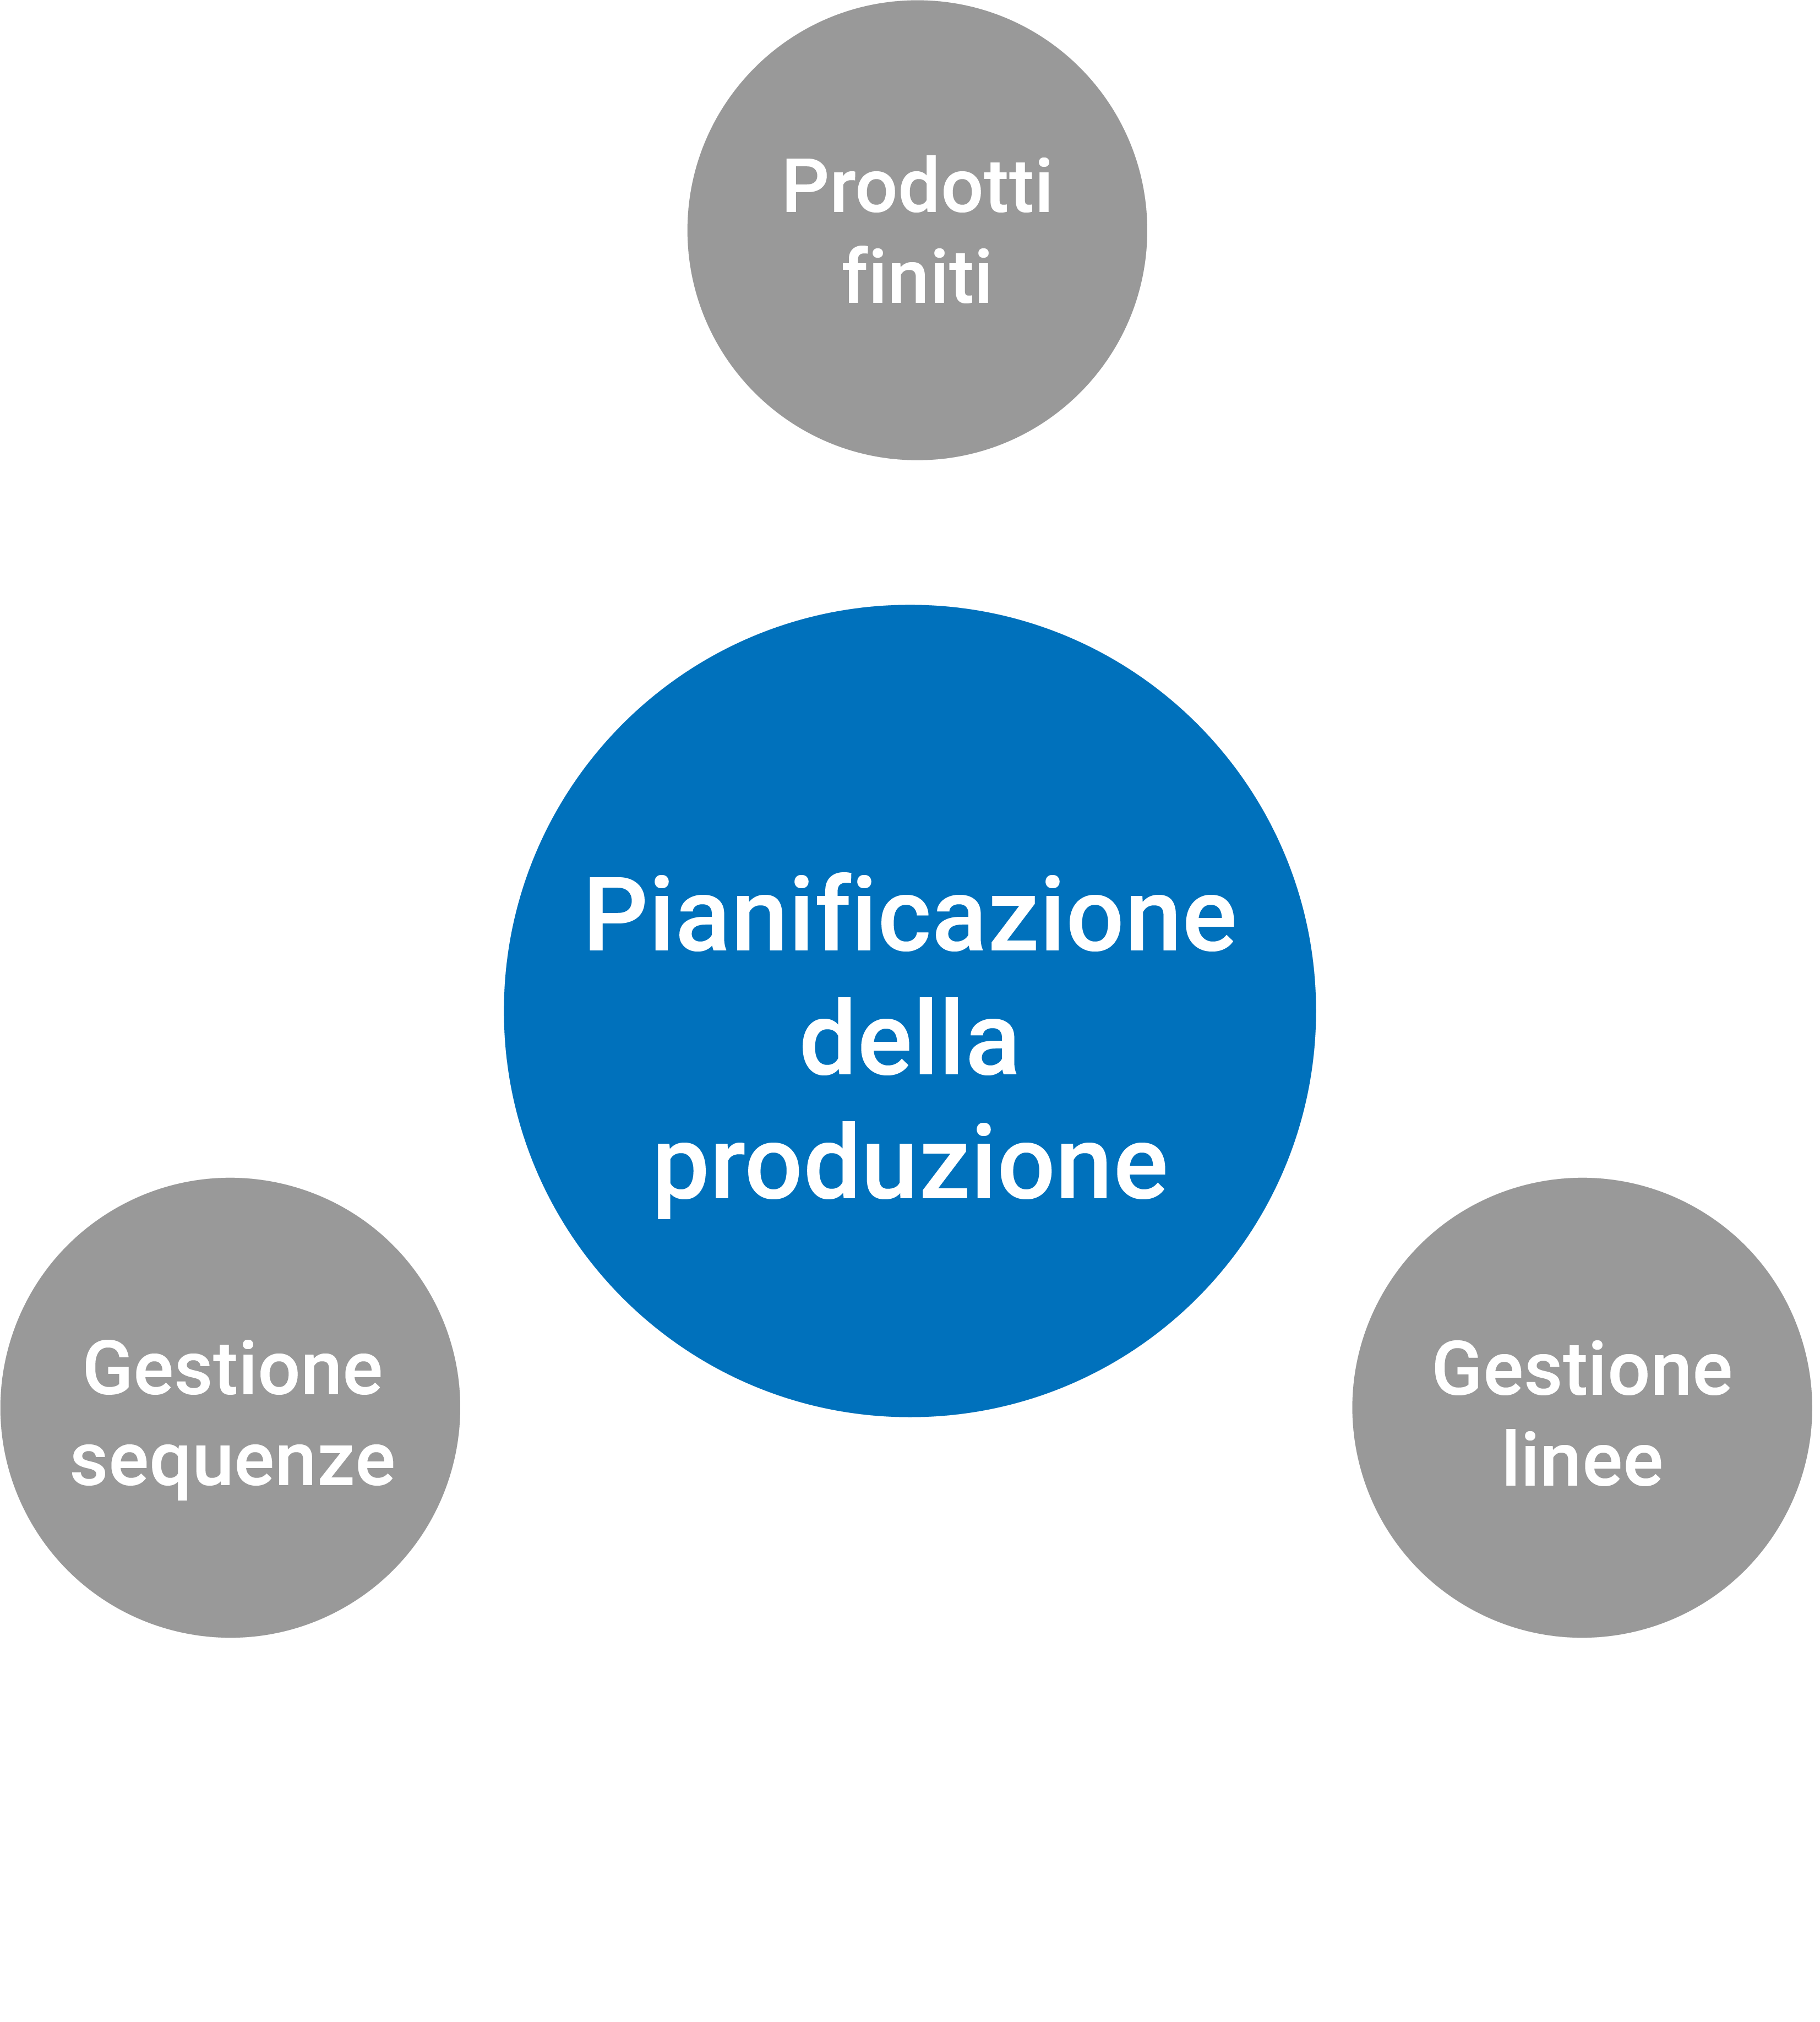 Prodotti
finiti
Pianificazione
della
produzione
Gestione
sequenze
Gestione
linee